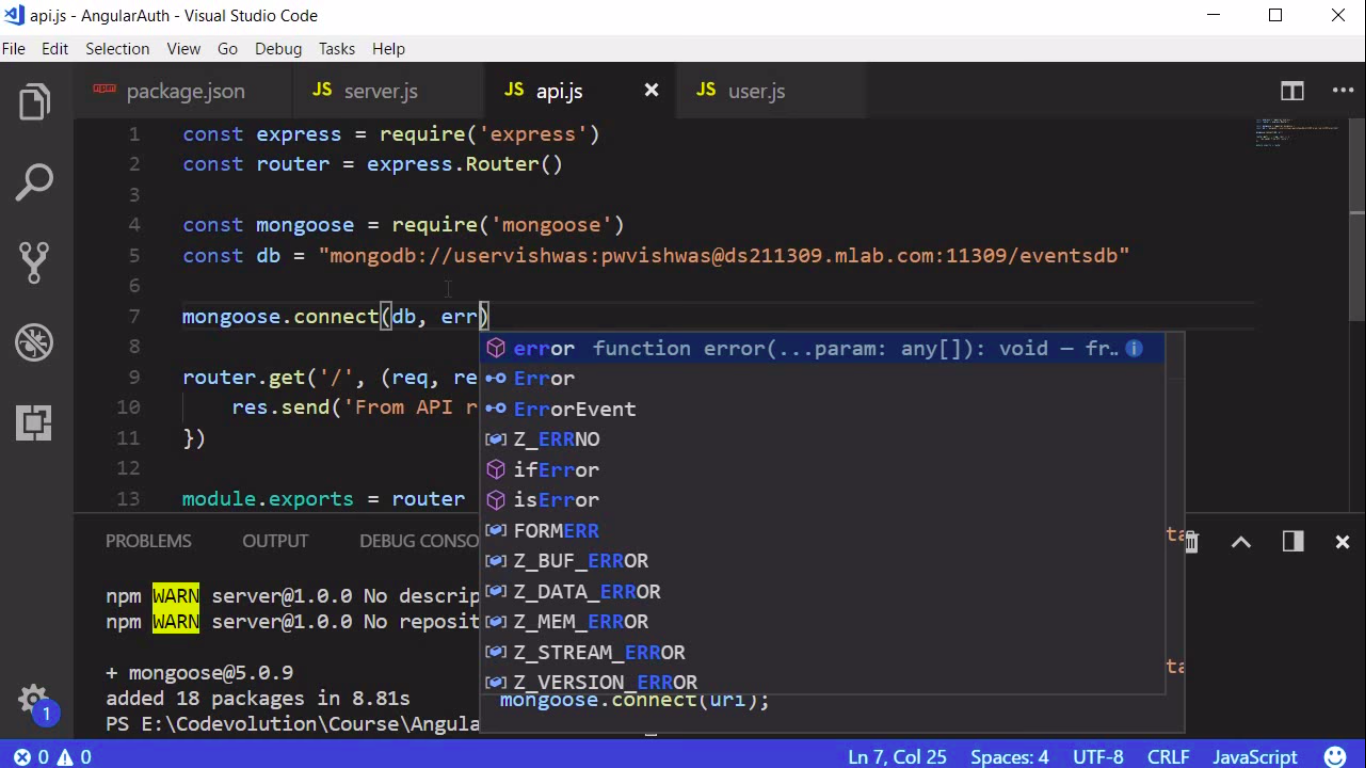 api.js - AngularAuth - Visual Studio Code
File Edit Selection View Go Debug Tasks Help
package.json JS server.js JS api.js JS user.js
1 const express = require('express')
2 const router = express.Router()
3
4 const mongoose = require('mongoose')
5 const db = "mongodb://uservishwas:pwvishwas@ds211309.mlab.com:11309/eventsdb"
6
7 mongoose.connect(db, err)
8
9 router.get('/', (req, re
10 res.send('From API r
11 })
12
13 module.exports = router
error function error(...param: any[]): void — fr..
Error
ErrorEvent
Z_ERRNO
ifError
isError
FORMERR
Z_BUF_ERROR
Z_DATA_ERROR
Z_MEM_ERROR
Z_STREAM_ERROR
Z_VERSION_ERROR
mongoose.connect(uri);
PROBLEMS OUTPUT DEBUG CONSO
npm WARN server@1.0.0 No descrip
npm WARN server@1.0.0 No reposit
+ mongoose@5.0.9
added 18 packages in 8.81s
PS E:\Codevolution\Course\Angula
1
0 0 Ln 7, Col 25 Spaces: 4 UTF-8 CRLF JavaScript